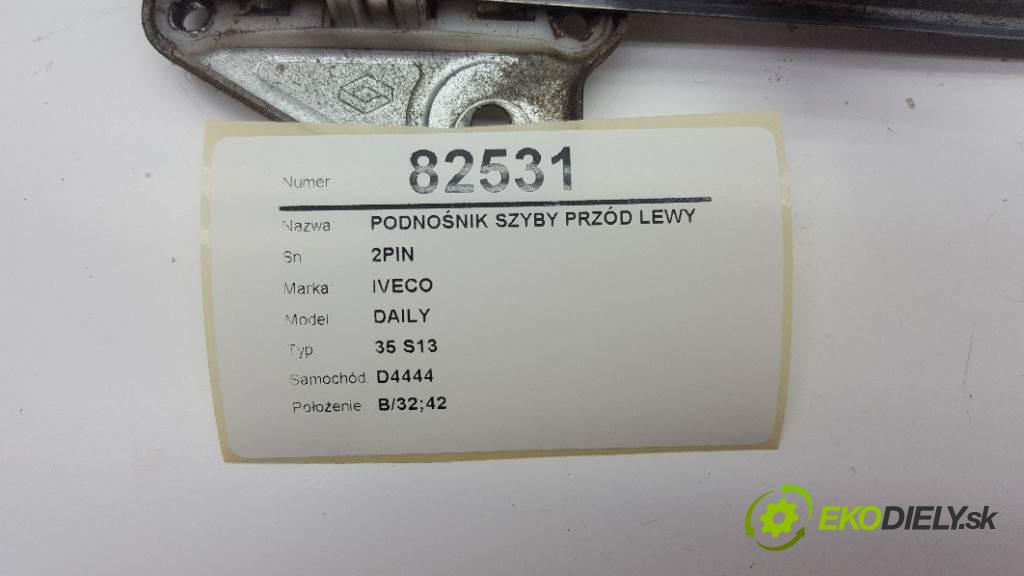 Numer 82531
Nazwa PODNOŚNIK SZYBY PRZÓD LEWY
Sn 2PIN
Marka IVECO
Model DAILY
Typ 35 S13
Samochód D4444
Położenie B/32;42
EKODIELY.sk